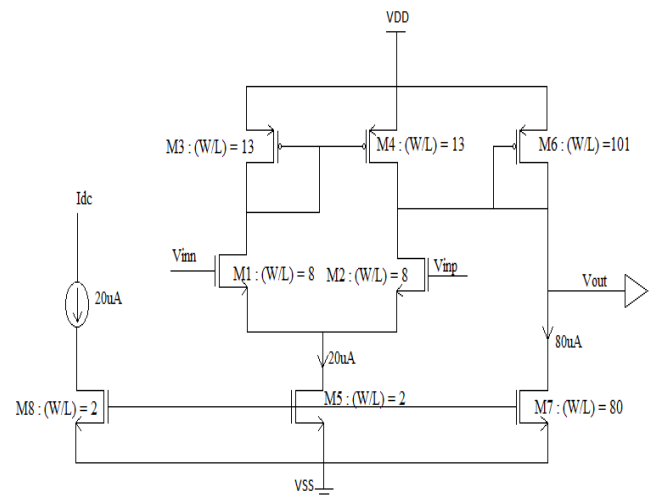 VDD
M3 : (W/L) = 13
M4 : (W/L) = 13
M6 : (W/L) =101
Idc
Vinn
M1 : (W/L) = 8
M2 : (W/L) = 8
Vinp
Vout
20uA
20uA
80uA
M8 : (W/L) = 2
M5 : (W/L) = 2
M7 : (W/L) = 80
VSS